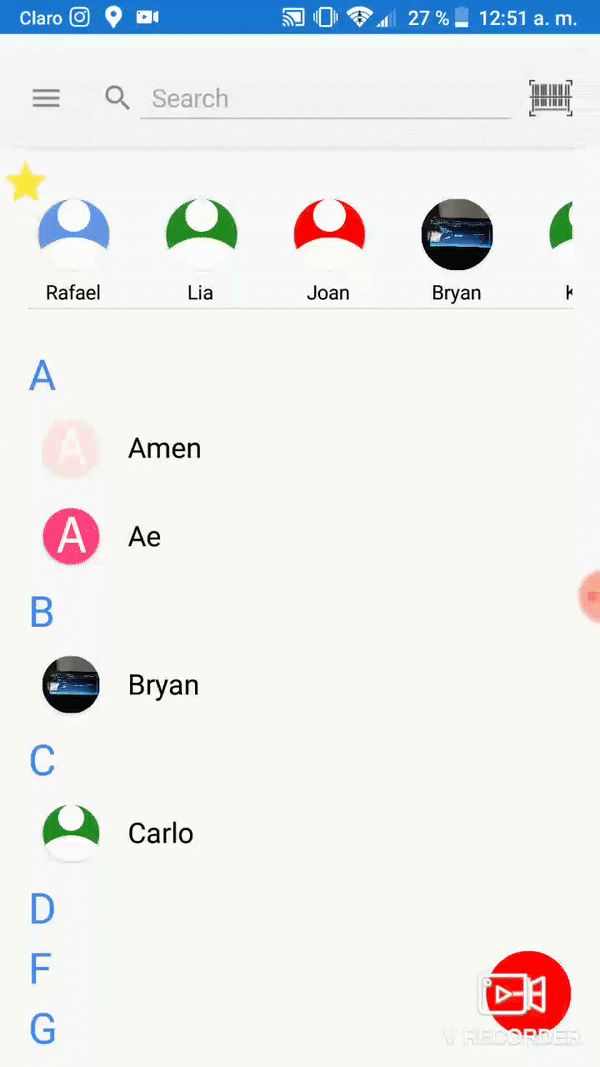 Claro 27 % 12:51 a. m.
Search
Rafael Lia Joan Bryan
A
A Amen
A Ae
B
Bryan
C
Carlo
D
F
G
V RECORDER